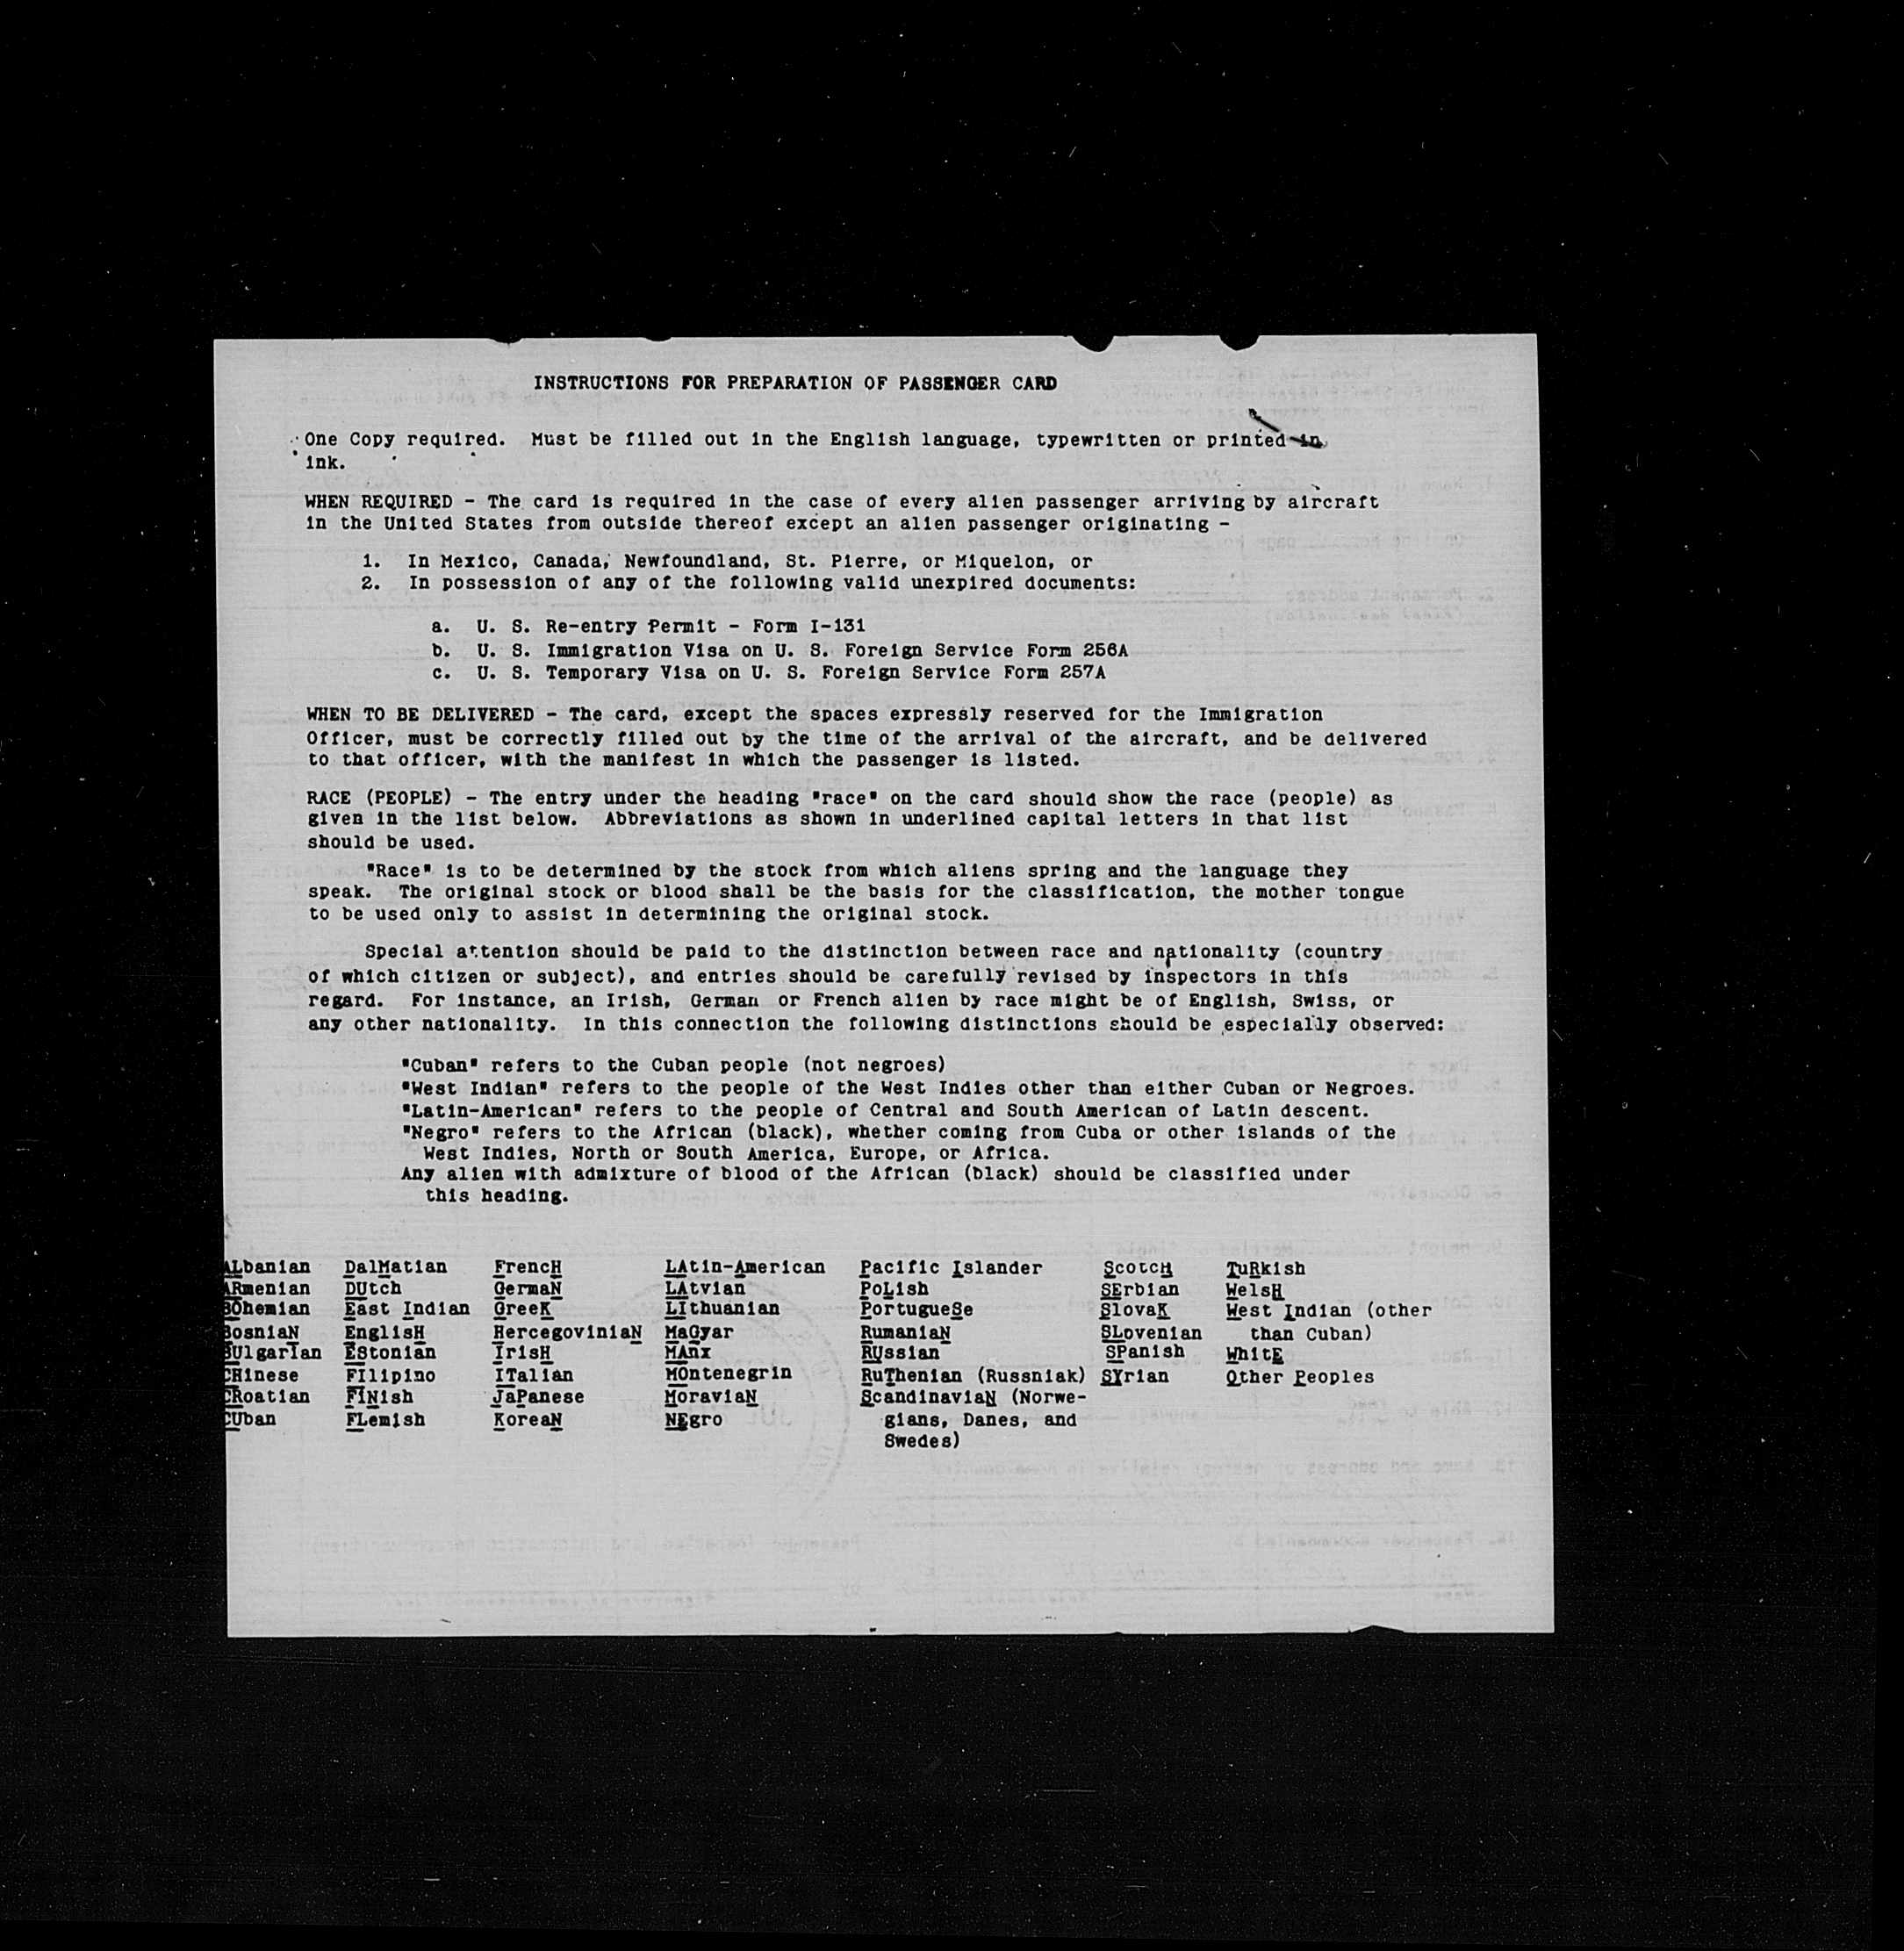 INSTRUCTIONS FOR PREPARATION OF PASSENGER CARD
One Copy required. Must be filled out in the English language, typewritten or printed in
ink.
WHEN REQUIRED - The card is required in the case of every alien passenger arriving by aircraft
in the United States from outside thereof except an alien passenger originating -
1. In Mexico, Canada, Newfoundland, St. Pierre, or Miquelon, or
2. In possession of any of the following valid unexpired documents:
a. U. S. Re-entry Permit - Form I-131
b. U. S. Immigration Visa on U. S. Foreign Service Form 256A
c. U. S. Temporary Visa on U. S. Foreign Service Form 257A
WHEN TO BE DELIVERED - The card, except the spaces expressly reserved for the Immigration
Officer, must be correctly filled out by the time of the arrival of the aircraft, and be delivered
to that officer, with the manifest in which the passenger is listed.
RACE (PEOPLE) - The entry under the heading "race" on the card should show the race (people) as
given in the list below. Abbreviations as shown in underlined capital letters in that list
should be used.
"Race" is to be determined by the stock from which aliens spring and the language they
speak. The original stock or blood shall be the basis for the classification, the mother tongue
to be used only to assist in determining the original stock.
Special attention should be paid to the distinction between race and nationality (country
of which citizen or subject), and entries should be carefully revised by inspectors in this
regard. For instance, an Irish, German or French alien by race might be of English, Swiss, or
any other nationality. In this connection the following distinctions should be especially observed:
"Cuban" refers to the Cuban people (not negroes)
"West Indian" refers to the people of the West Indies other than either Cuban or Negroes.
"Latin-American" refers to the people of Central and South American of Latin descent.
"Negro" refers to the African (black), whether coming from Cuba or other islands of the
West Indies, North or South America, Europe, or Africa.
Any alien with admixture of blood of the African (black) should be classified under
this heading.
ALbanian DalMatian FrencH LAtin-American Pacific Islander ScotcH TuRkish
ARmenian DUtch GermaN LAtvian PoLish SErbian WelsH
BOhemian East Indian GreeK LIthuanian PortugueSe SlovaK West Indian (other
BosniaN EnglisH HercegoviniaN MaGyar RumaniaN SLovenian than Cuban)
BUlgarian EStonian IrisH MAnx RUssian SPanish WhitE
CHinese FIlipino ITalian MOntenegrin RuThenian (Russniak) SYrian Other Peoples
CRoatian FINish JaPanese MoraviaN ScandinaviaN (Norwe-
CUban FLemish KoreaN NEgro gians, Danes, and
Swedes)